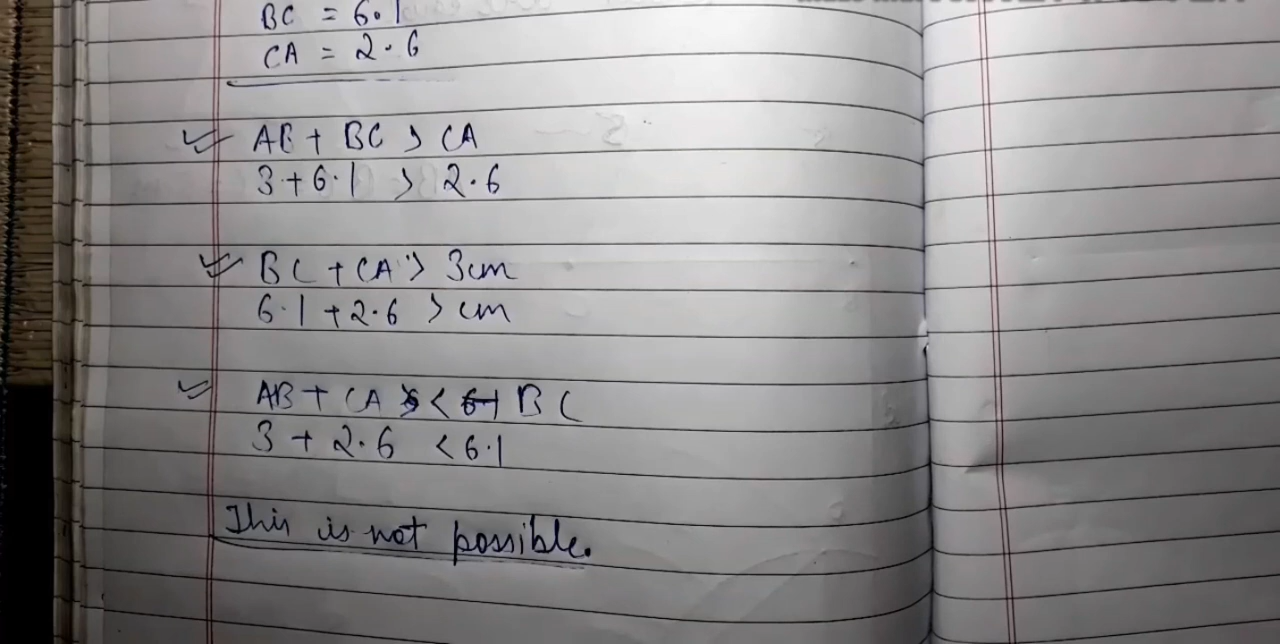 BC = 6.1
CA = 2.6
AB + BC > CA
3 + 6.1 > 2.6
BC + CA > 3cm
6.1 + 2.6 > cm
AB + CA < BC
3 + 2.6 < 6.1
This is not possible.